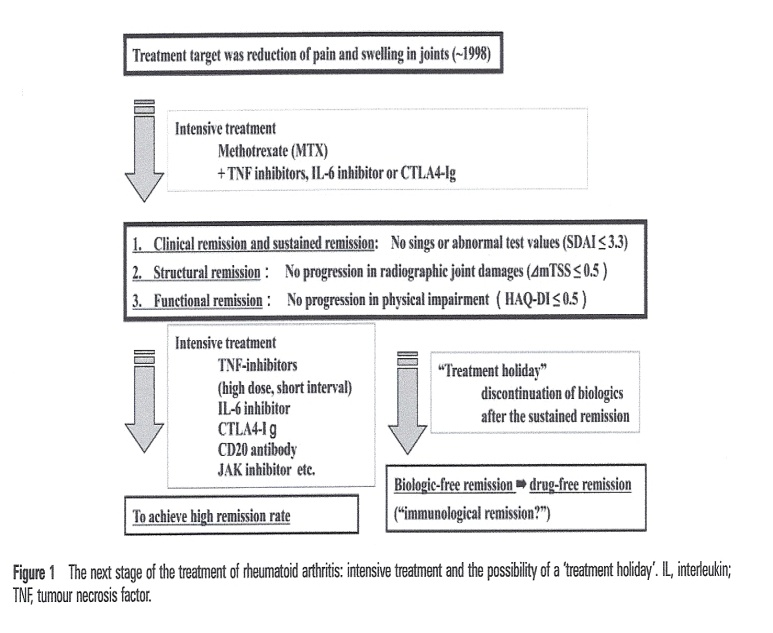 Treatment target was reduction of pain and swelling in joints (~1998)
Intensive treatment
Methotrexate (MTX)
+TNF inhibitors, IL-6 inhibitor or CTLA4-Ig
1. Clinical remission and sustained remission: No sings or abnormal test values (SDAI≤3.3)
2. Structural remission : No progression in radiographic joint damages (⊿mTSS≤0.5 )
3. Functional remission : No progression in physical impairment ( HAQ-DI≤0.5 )
Intensive treatment
TNF-inhibitors
(high dose, short interval)
IL-6 inhibitor
CTLA4-I g
CD20 antibody
JAK inhibitor etc.
To achieve high remission rate
“Treatment holiday”
discontinuation of biologics
after the sustained remission
Biologic-free remission ➡ drug-free remission
(“immunological remission?”)
Figure 1 The next stage of the treatment of rheumatoid arthritis: intensive treatment and the possibility of a ‘treatment holiday’. IL, interleukin;
TNF, tumour necrosis factor.